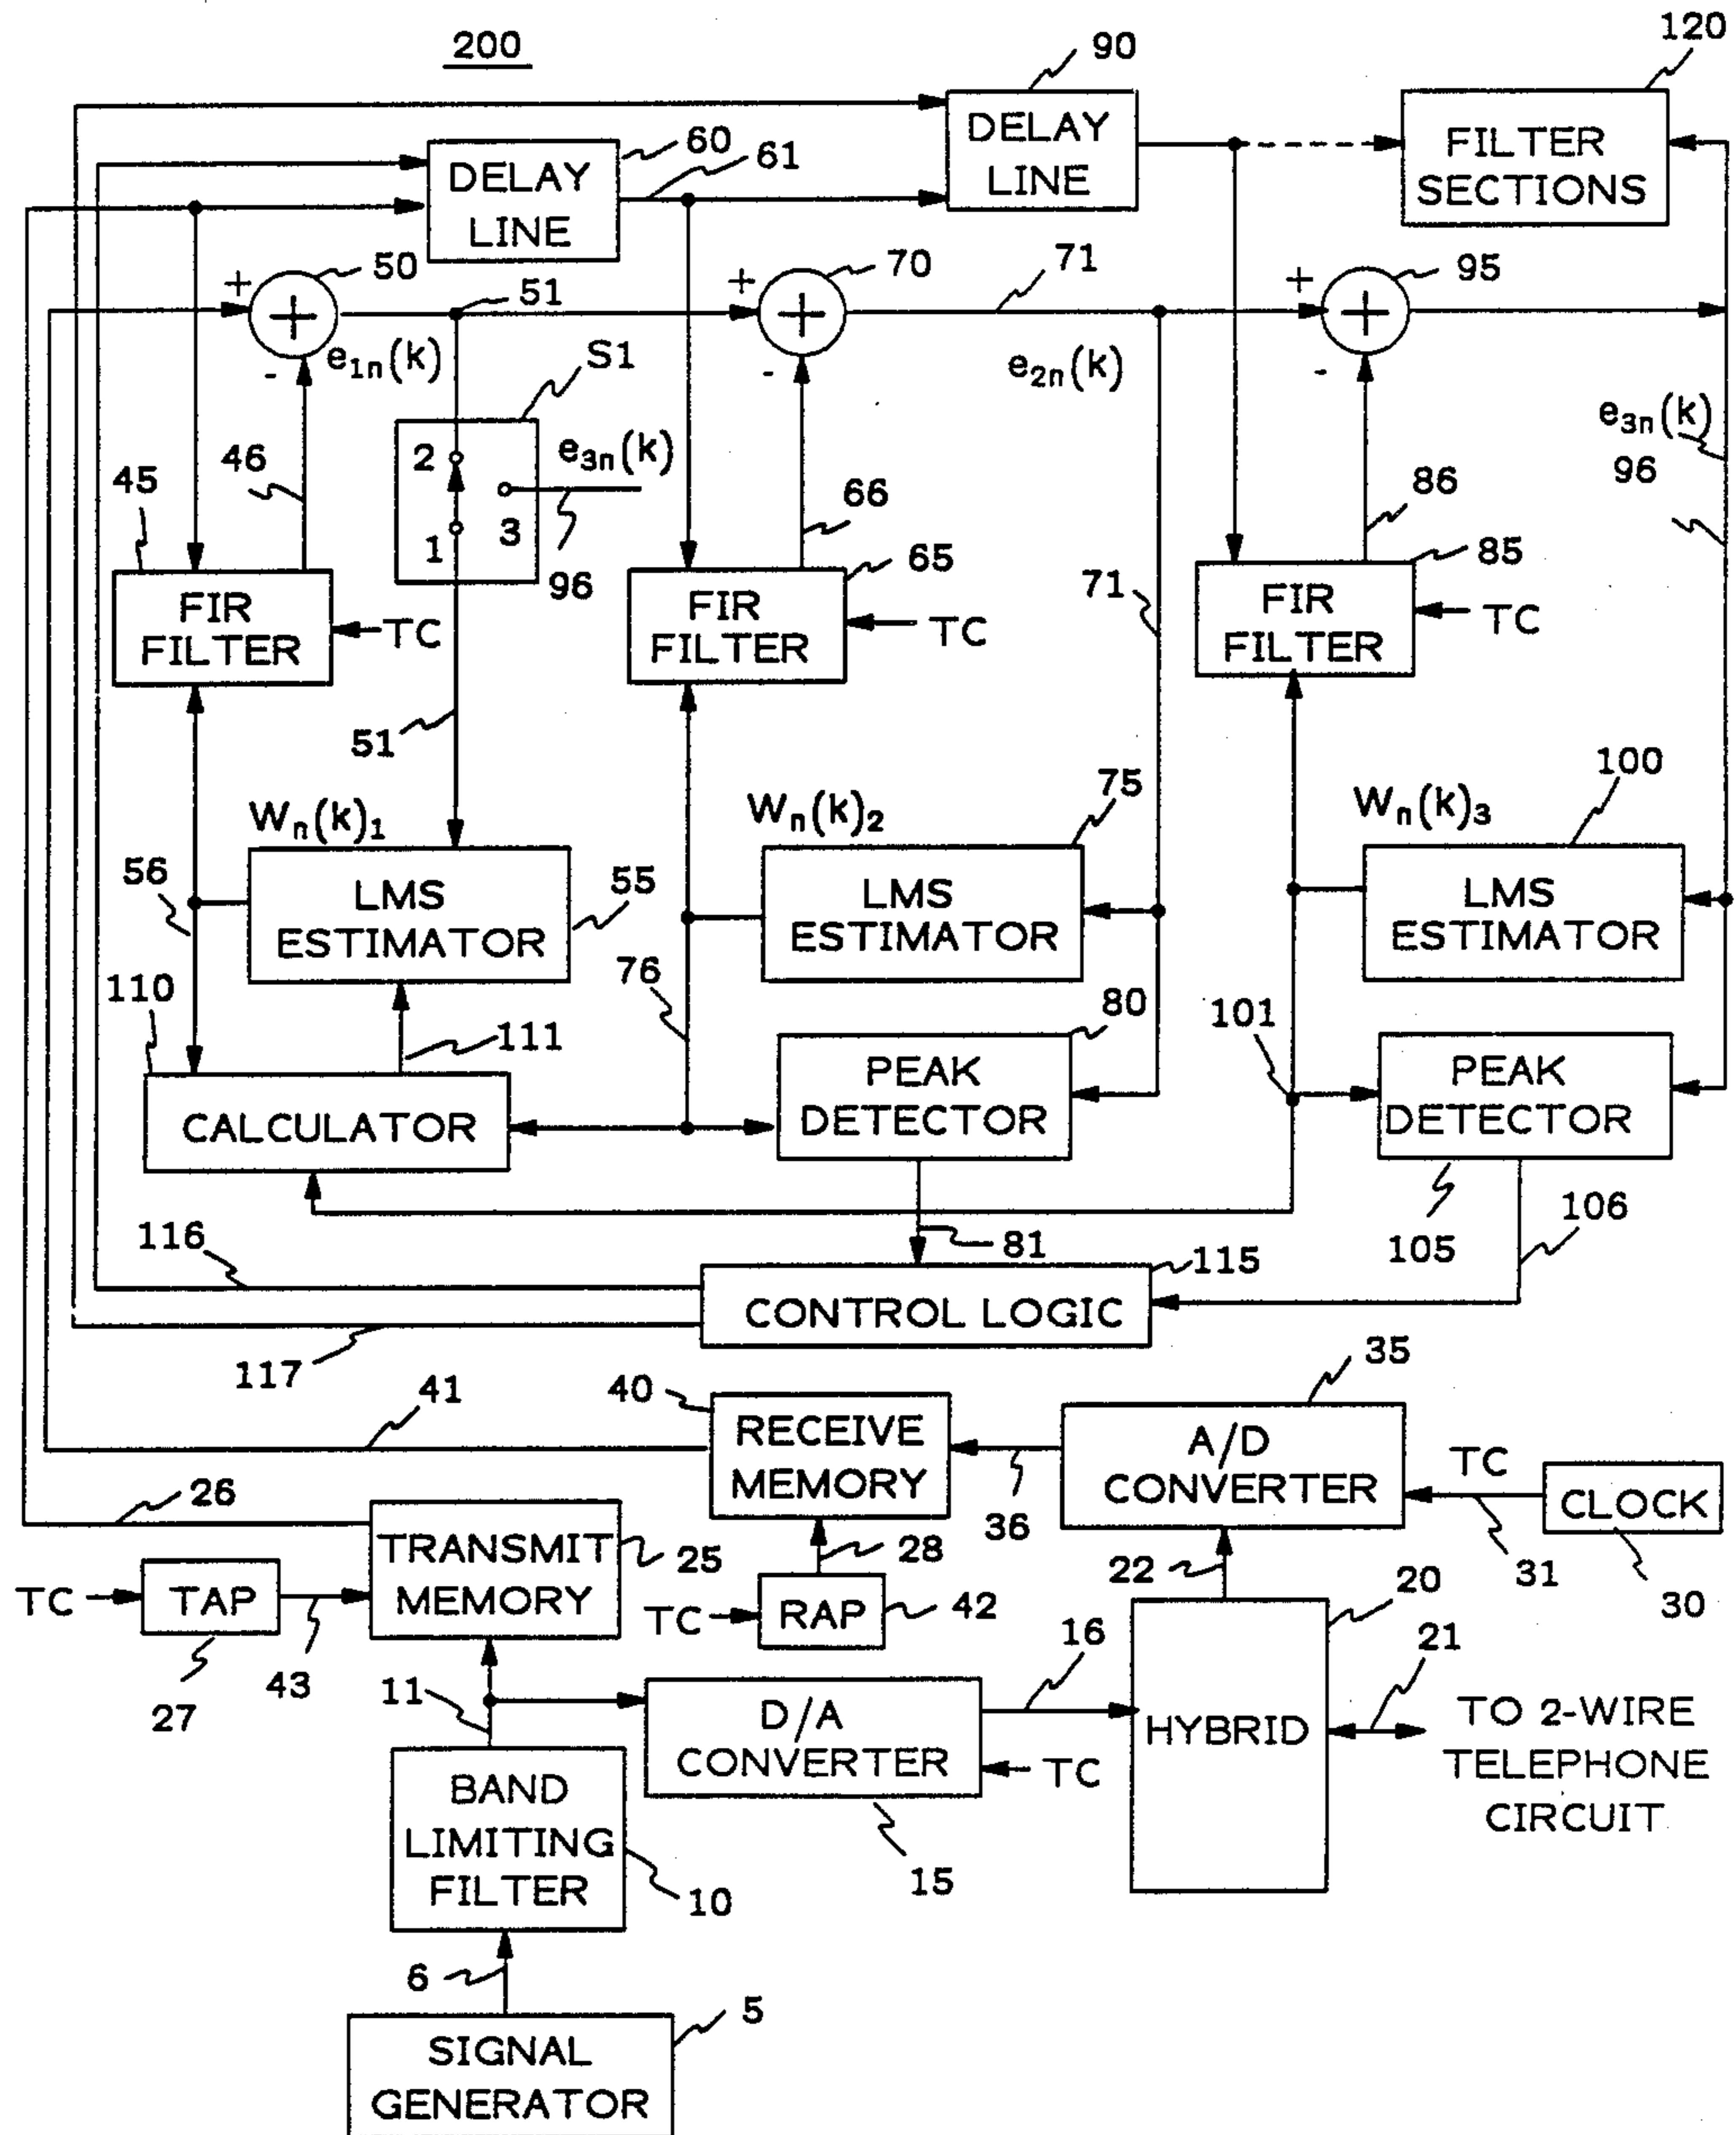 200
90
120
DELAY
LINE
60
61
DELAY
LINE
FILTER
SECTIONS
+
50
+
e1n(k)
-
51
+
70
+
71
-
e2n(k)
+
95
+
-
S1
2
1
3
e3n(k)
96
e3n(k)
96
45
46
FIR
FILTER
TC
66
65
FIR
FILTER
TC
71
86
85
FIR
FILTER
TC
51
Wn(k)1
56
LMS
ESTIMATOR
55
Wn(k)2
75
LMS
ESTIMATOR
Wn(k)3
100
LMS
ESTIMATOR
110
111
CALCULATOR
76
80
PEAK
DETECTOR
101
PEAK
DETECTOR
105
106
81
116
117
115
CONTROL LOGIC
41
40
RECEIVE
MEMORY
36
35
A/D
CONVERTER
TC
31
CLOCK
30
26
TRANSMIT
MEMORY
25
TC
TAP
27
43
28
TC
RAP
42
22
20
HYBRID
16
21
TO 2-WIRE
TELEPHONE
CIRCUIT
11
D/A
CONVERTER
TC
15
BAND
LIMITING
FILTER
10
6
5
SIGNAL
GENERATOR